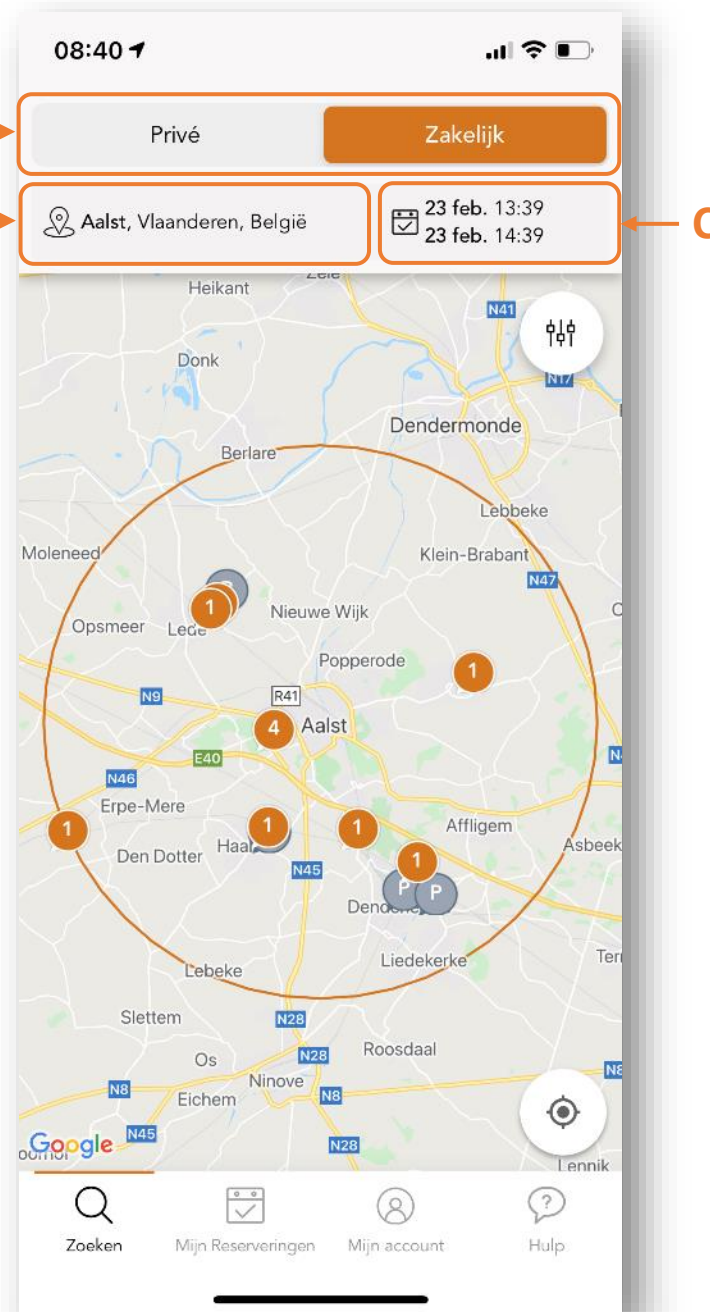 08:40
Privé
Zakelijk
Aalst, Vlaanderen, België
23 feb. 13:39
23 feb. 14:39
C
Heikant
N41
Donk
N17
Dendermonde
Berlare
Lebbeke
Moleneed
Klein-Brabant
N47
1
Nieuwe Wijk
Opsmeer
Lede
Popperode
1
N9
R41
4
Aalst
E40
N46
Erpe-Mere
1
1
1
Affligem
Den Dotter
Haal
Asbeek
1
N45
P
P
Liedekerke
Lebeke
Slettem
N28
Os
N28
Roosdaal
Ninove
N8
Eichem
N8
N8
Google
N45
N28
Lennik
Zoeken
Mijn Reserveringen
Mijn account
Hulp